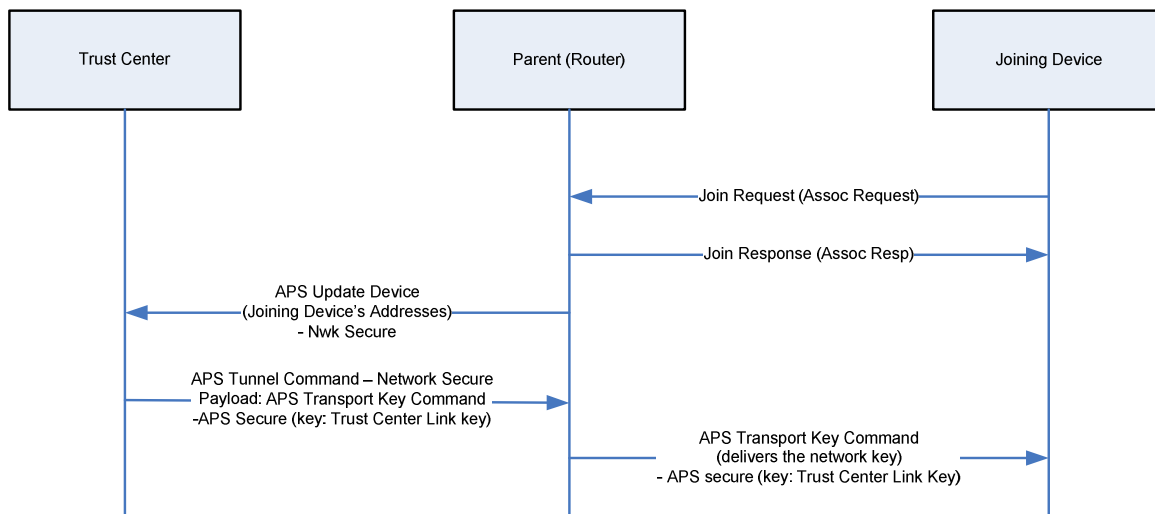 Trust Center
Parent (Router)
Joining Device
Join Request (Assoc Request)
Join Response (Assoc Resp)
APS Update Device
(Joining Device's Addresses)
- Nwk Secure
APS Tunnel Command – Network Secure
Payload: APS Transport Key Command
-APS Secure (key: Trust Center Link key)
APS Transport Key Command
(delivers the network key)
- APS secure (key: Trust Center Link Key)